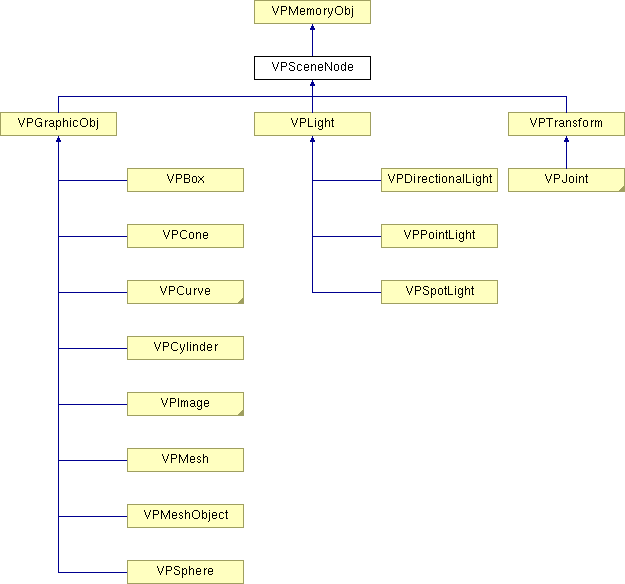 VPMemoryObj
VPSceneNode
VPGraphicObj
VPLight
VPTransform
VPBox
VPDirectionalLight
VPJoint
VPCone
VPPointLight
VPCurve
VPSpotLight
VPCylinder
VPImage
VPMesh
VPMeshObject
VPSphere